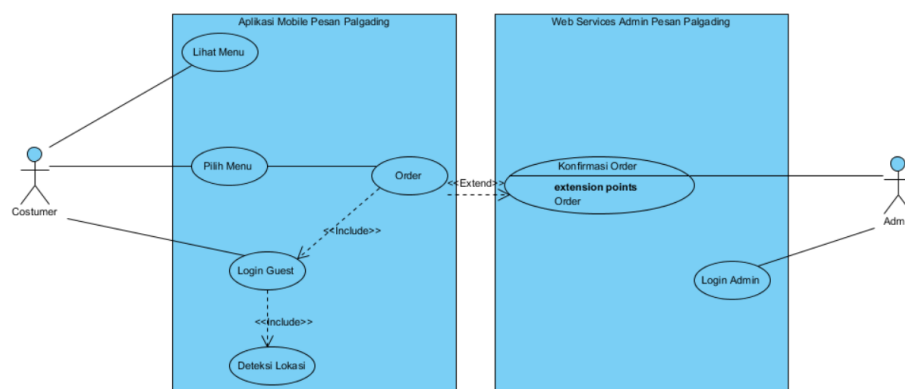 Aplikasi Mobile Pesan Palgading
Web Services Admin Pesan Palgading
Lihat Menu
Pilih Menu
Order
<<Extend>>
Konfirmasi Order
extension points
Order
Costumer
<<Include>>
Login Guest
Login Admin
<<Include>>
Deteksi Lokasi